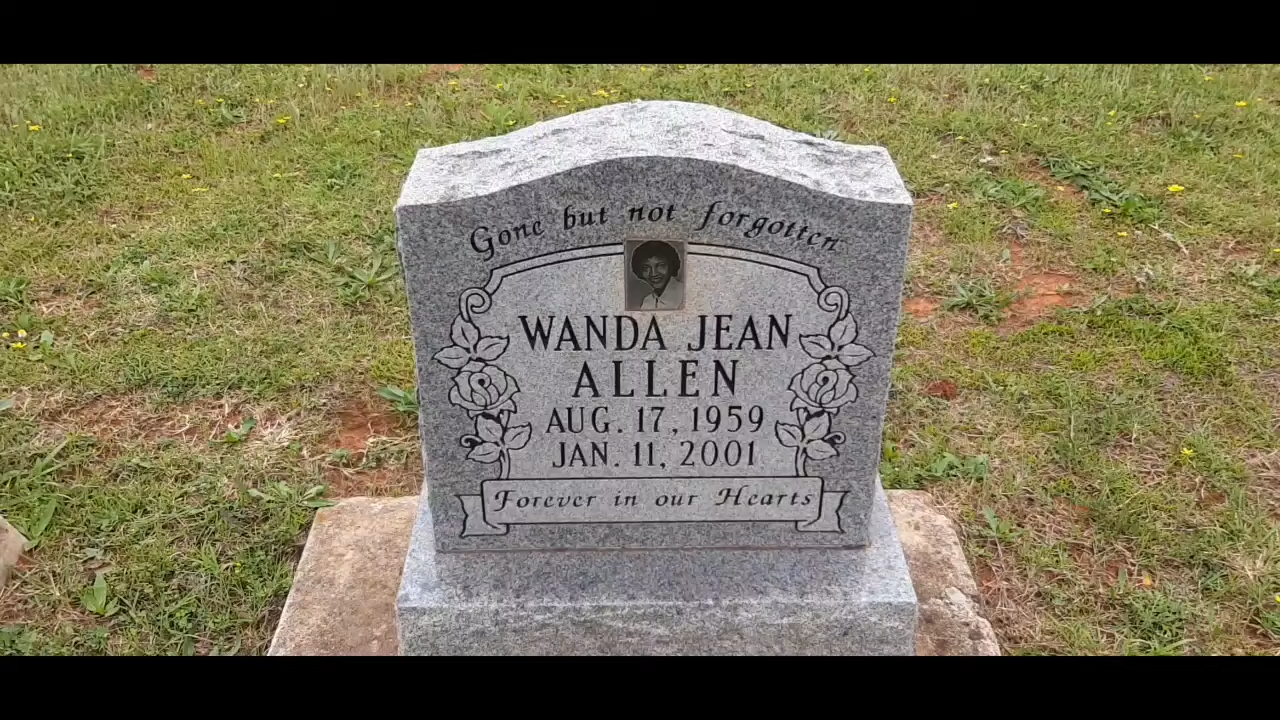 Gone but not forgotten
WANDA JEAN
ALLEN
AUG. 17, 1959
JAN. 11, 2001
Forever in our Hearts